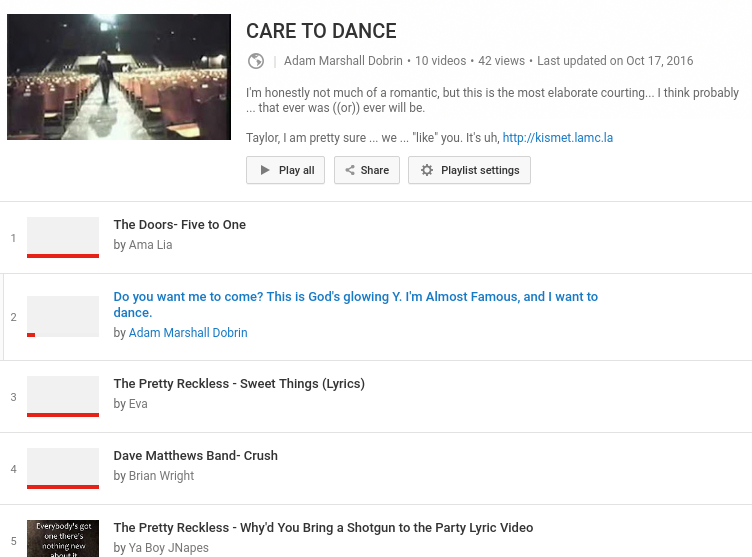 CARE TO DANCE
Adam Marshall Dobrin • 10 videos • 42 views • Last updated on Oct 17, 2016
I'm honestly not much of a romantic, but this is the most elaborate courting... I think probably
... that ever was ((or)) ever will be.
Taylor, I am pretty sure ... we ... "like" you. It's uh, http://kismet.lamc.la
Play all
Share
Playlist settings
1
The Doors- Five to One
by Ama Lia
2
Do you want me to come? This is God's glowing Y. I'm Almost Famous, and I want to
dance.
by Adam Marshall Dobrin
3
The Pretty Reckless - Sweet Things (Lyrics)
by Eva
4
Dave Matthews Band- Crush
by Brian Wright
5
Everybody's got
one there's
nothing new
about it
The Pretty Reckless - Why'd You Bring a Shotgun to the Party Lyric Video
by Ya Boy JNapes